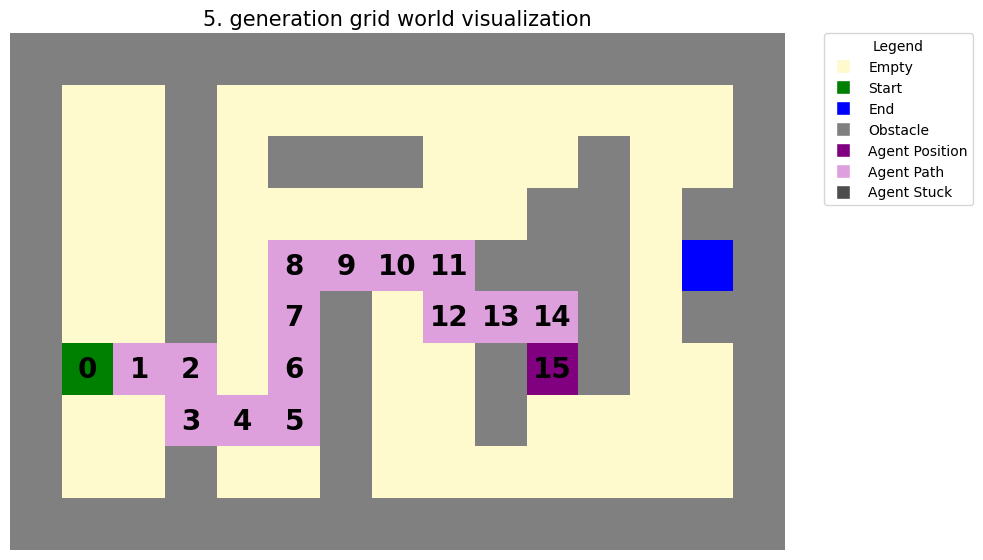 5. generation grid world visualization
Legend
Empty
Start
End
Obstacle
Agent Position
Agent Path
Agent Stuck
8 9 10 11
7 12 13 14
0 1 2 6 15
3 4 5